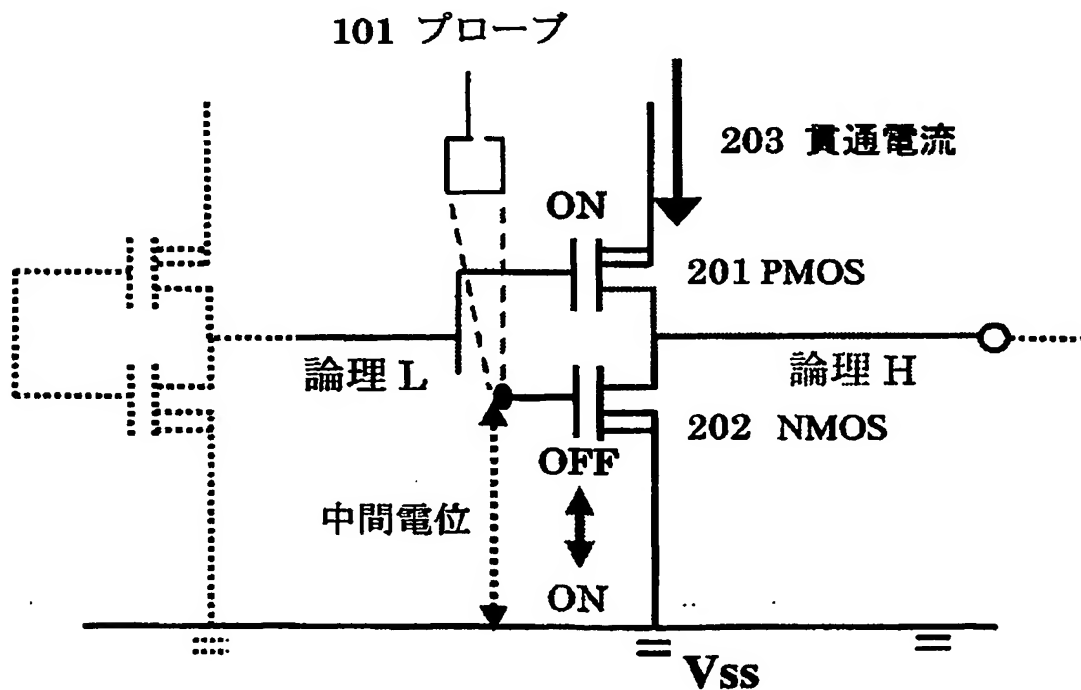 101 プローブ
203 貫通電流
ON
201 PMOS
論理 L
論理 H
202 NMOS
OFF
中間電位
ON
Vss